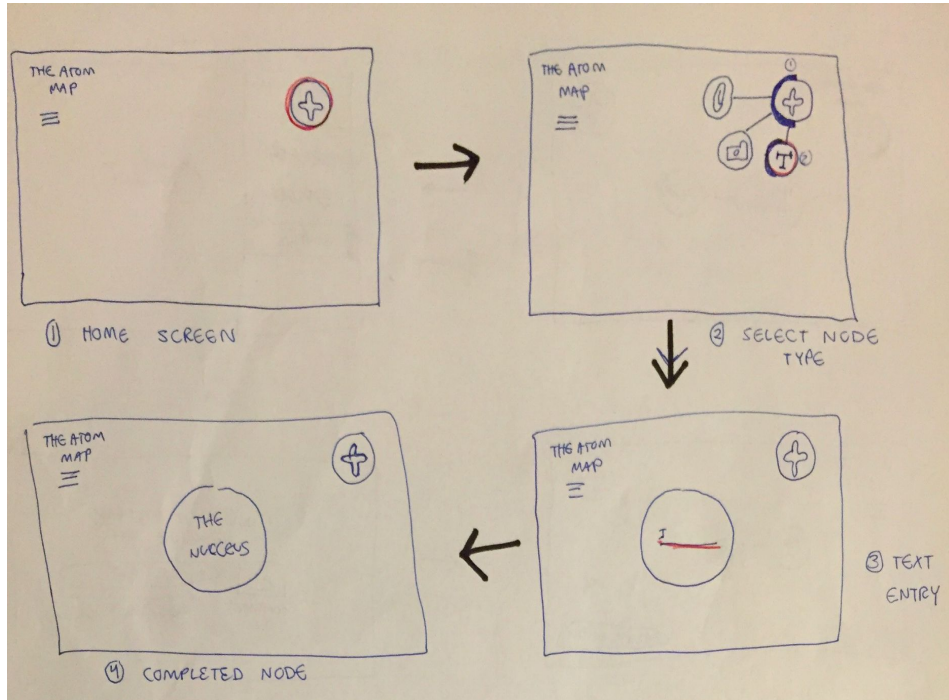 THE ATOM
MAP
① HOME SCREEN
THE ATOM
MAP
①
T ②
② SELECT NODE
TYPE
THE ATOM
MAP
③ TEXT
ENTRY
THE ATOM
MAP
THE
NUCLEUS
④ COMPLETED NODE